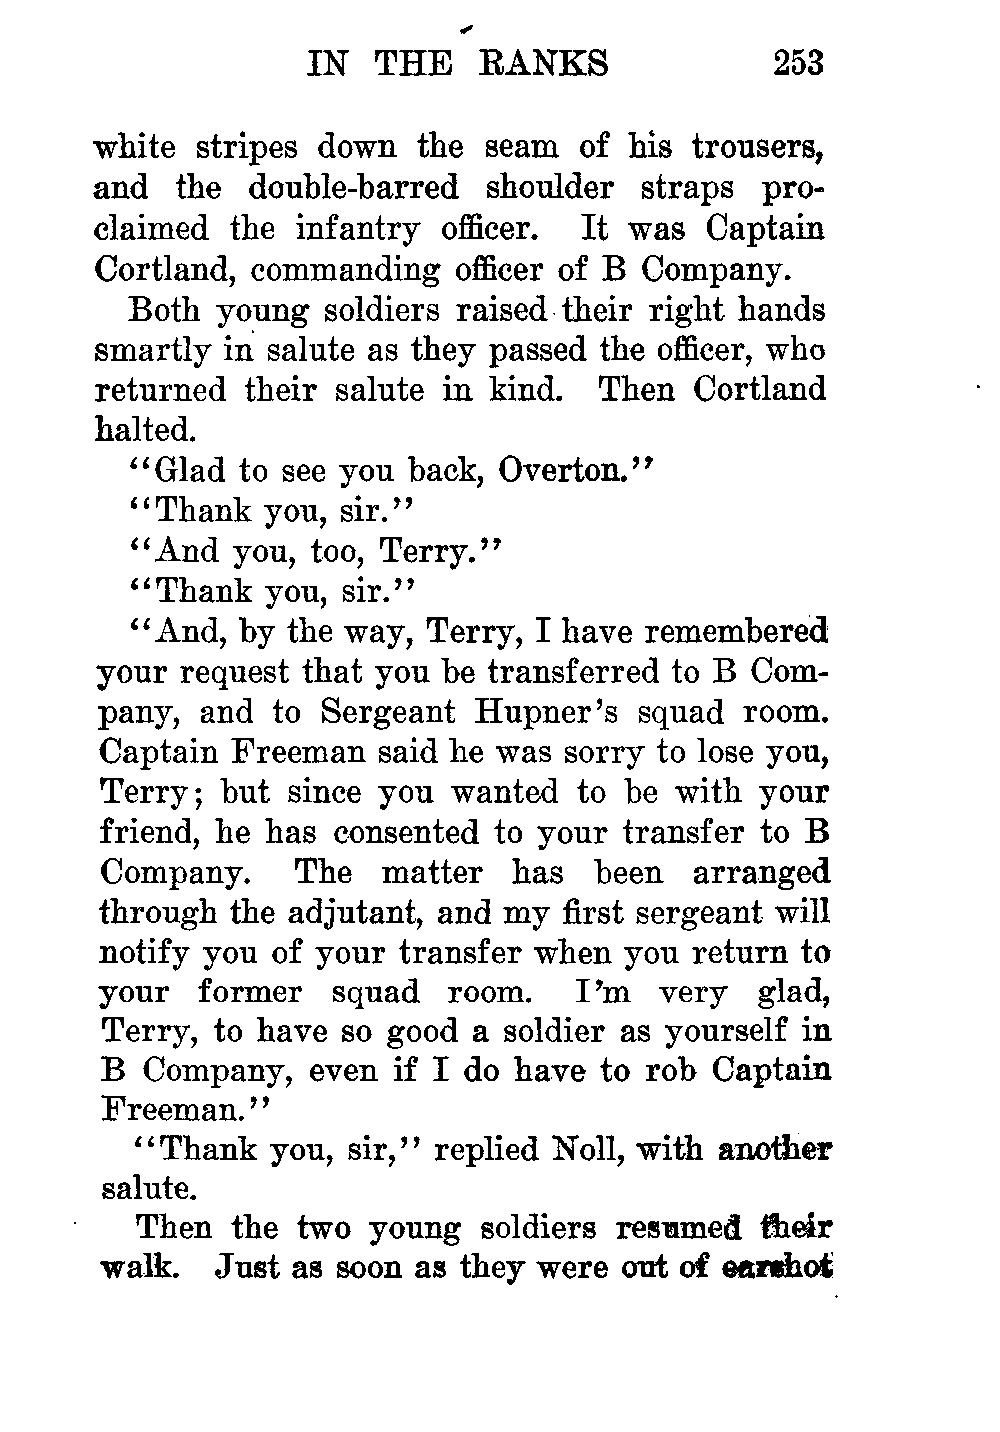 IN THE RANKS 253
white stripes down the seam of his trousers,
and the double-barred shoulder straps pro-
claimed the infantry officer. It was Captain
Cortland, commanding officer of B Company.
Both young soldiers raised their right hands
smartly in salute as they passed the officer, who
returned their salute in kind. Then Cortland
halted.
"Glad to see you back, Overton."
"Thank you, sir."
"And you, too, Terry."
"Thank you, sir."
"And, by the way, Terry, I have remembered
your request that you be transferred to B Com-
pany, and to Sergeant Hupner's squad room.
Captain Freeman said he was sorry to lose you,
Terry; but since you wanted to be with your
friend, he has consented to your transfer to B
Company. The matter has been arranged
through the adjutant, and my first sergeant will
notify you of your transfer when you return to
your former squad room. I'm very glad,
Terry, to have so good a soldier as yourself in
B Company, even if I do have to rob Captain
Freeman."
"Thank you, sir," replied Noll, with another
salute.
Then the two young soldiers resumed their
walk. Just as soon as they were out of earshot